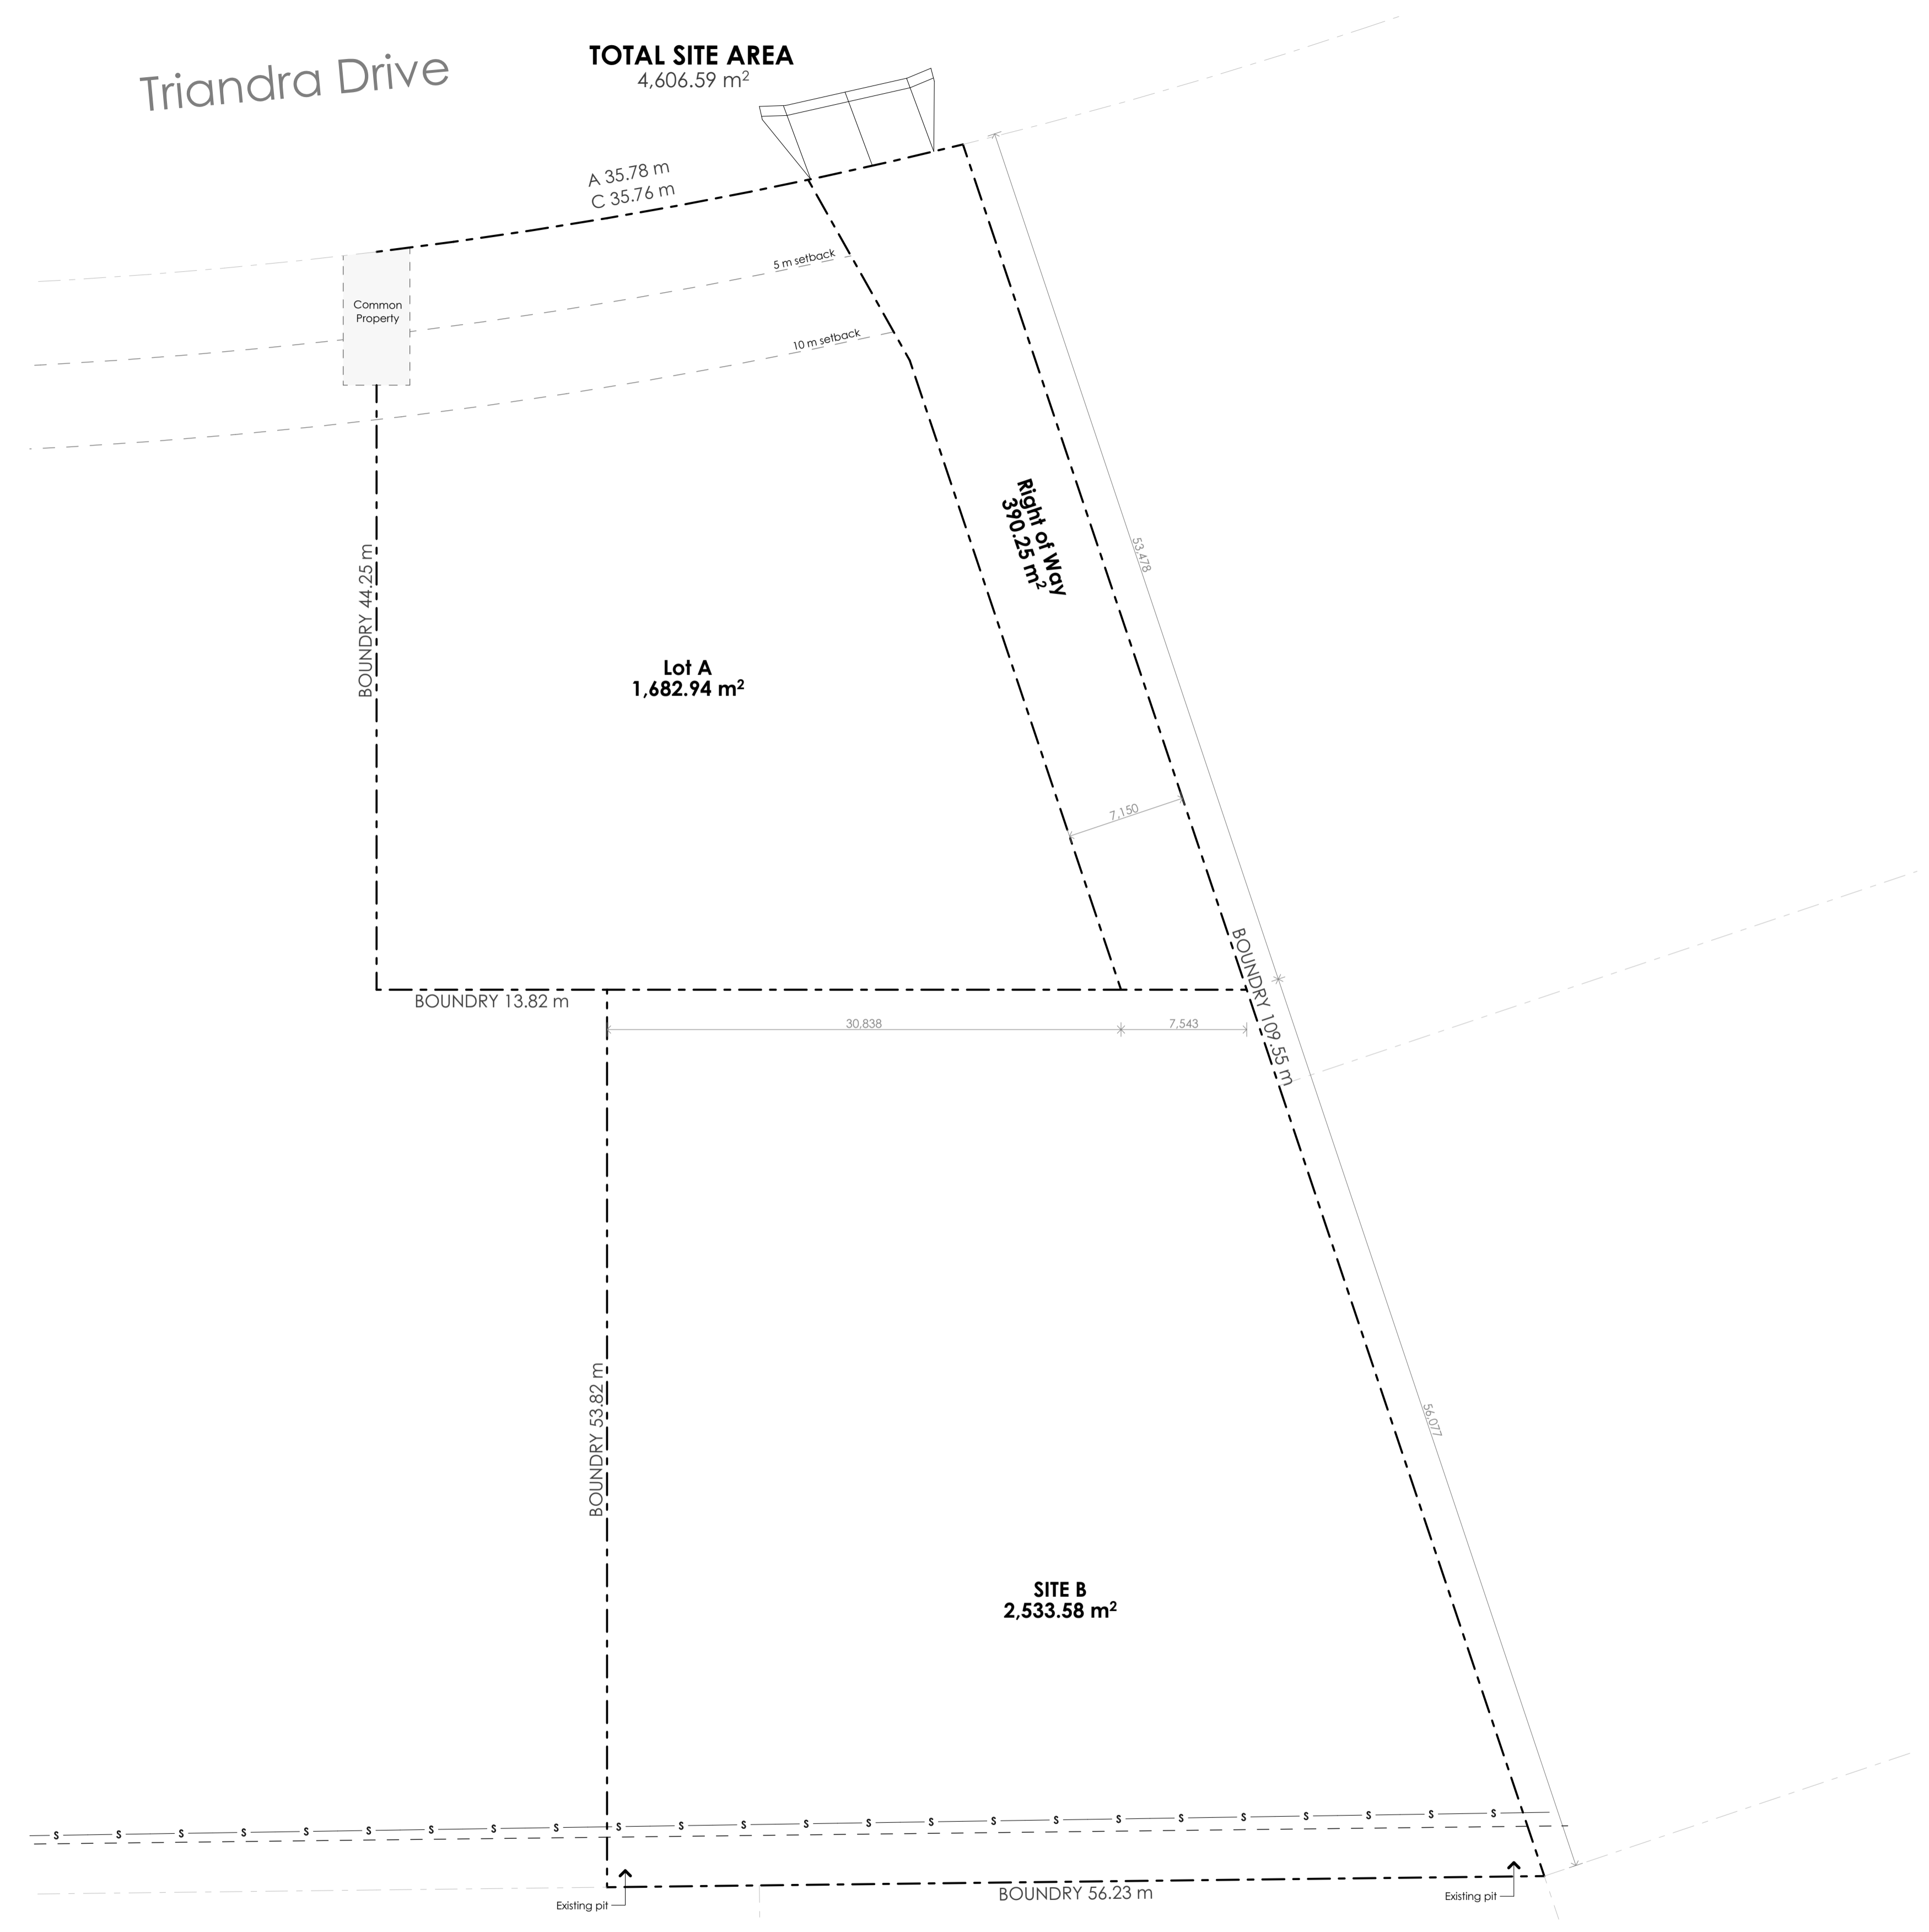 Triandra Drive
TOTAL SITE AREA
4,606.59 m²
A 35.78 m
C 35.76 m
5 m setback
Common
Property
10 m setback
Right of Way
390.25 m²
53,478
BOUNDRY 44.25 m
Lot A
1,682.94 m²
7,150
BOUNDRY 109.55 m
BOUNDRY 13.82 m
30,838
7,543
BOUNDRY 53.82 m
56,077
SITE B
2,533.58 m²
S S S S S S S S S S S S S S S S S S S S S S S S
Existing pit
BOUNDRY 56.23 m
Existing pit